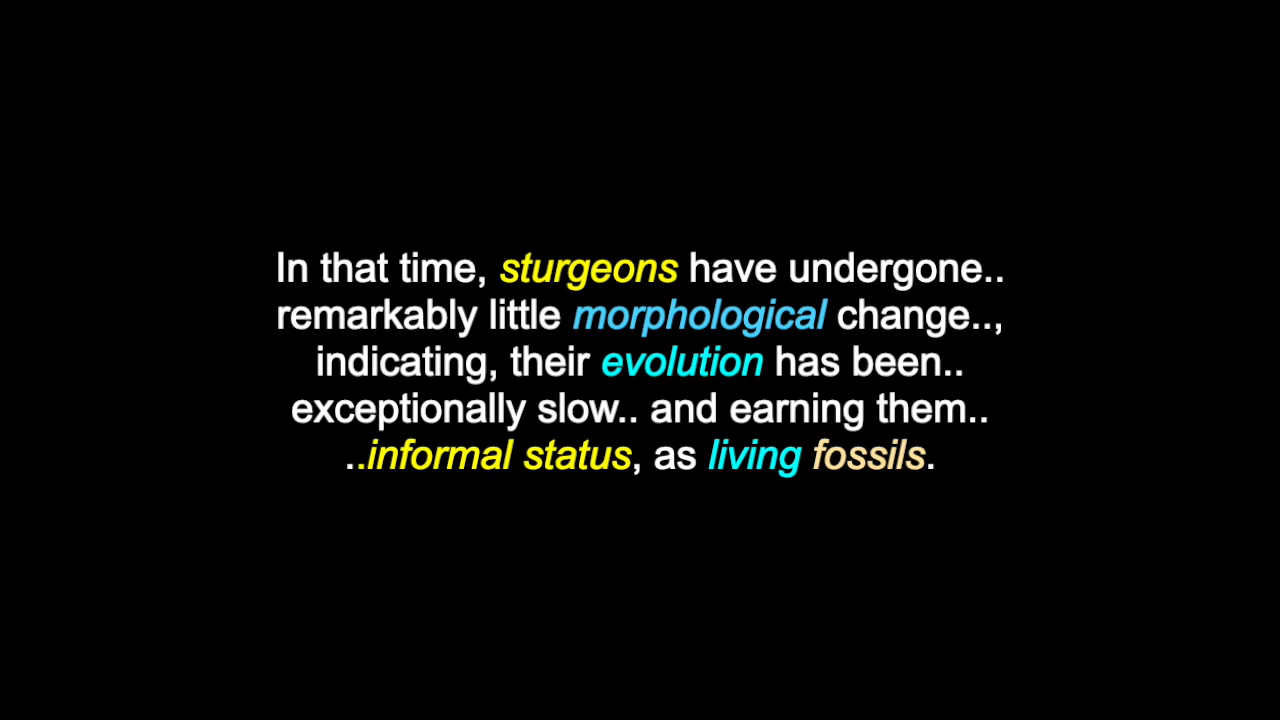 In that time, sturgeons have undergone..
remarkably little morphological change..,
indicating, their evolution has been..
exceptionally slow.. and earning them..
..informal status, as living fossils.